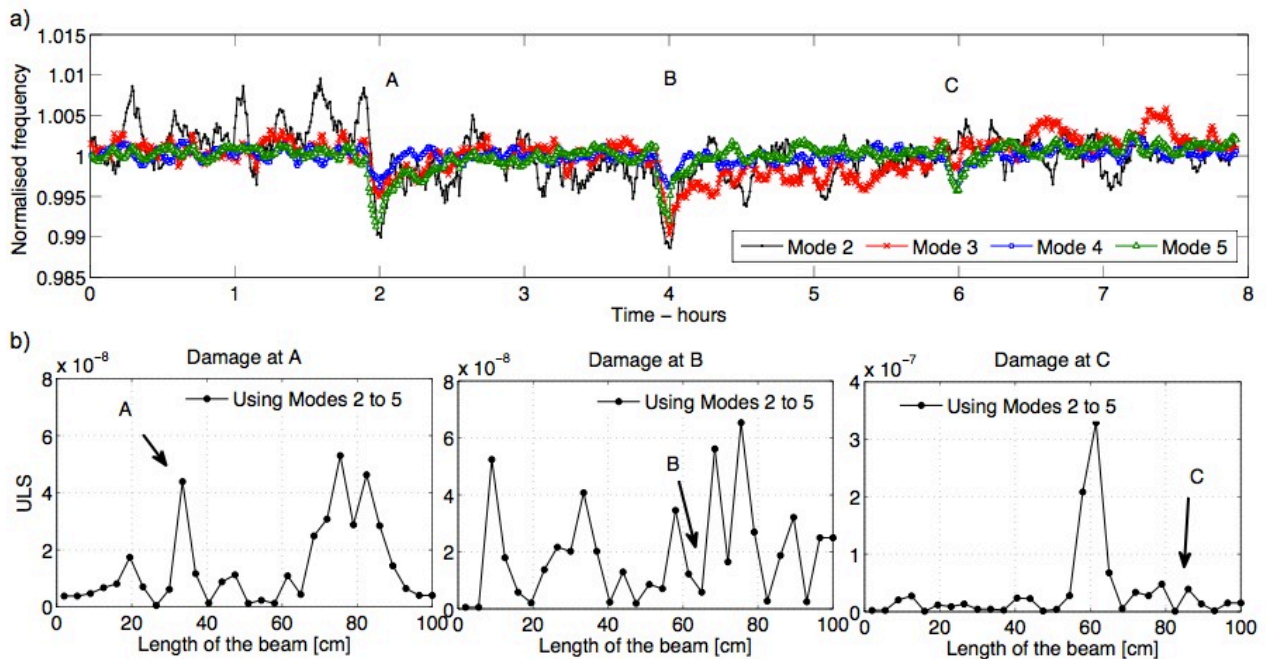 a)
1.015
1.01
1.005
1
0.995
0.99
0.985
Normalised frequency
A
B
C
Mode 2 Mode 3 Mode 4 Mode 5
0 1 2 3 4 5 6 7 8
Time – hours
b)
Damage at A
x 10⁻⁸
8
6
4
2
0
ULS
Using Modes 2 to 5
A
0 20 40 60 80 100
Length of the beam [cm]
Damage at B
x 10⁻⁸
8
6
4
2
0
Using Modes 2 to 5
B
0 20 40 60 80 100
Length of the beam [cm]
Damage at C
x 10⁻⁷
4
3
2
1
0
Using Modes 2 to 5
C
0 20 40 60 80 100
Length of the beam [cm]